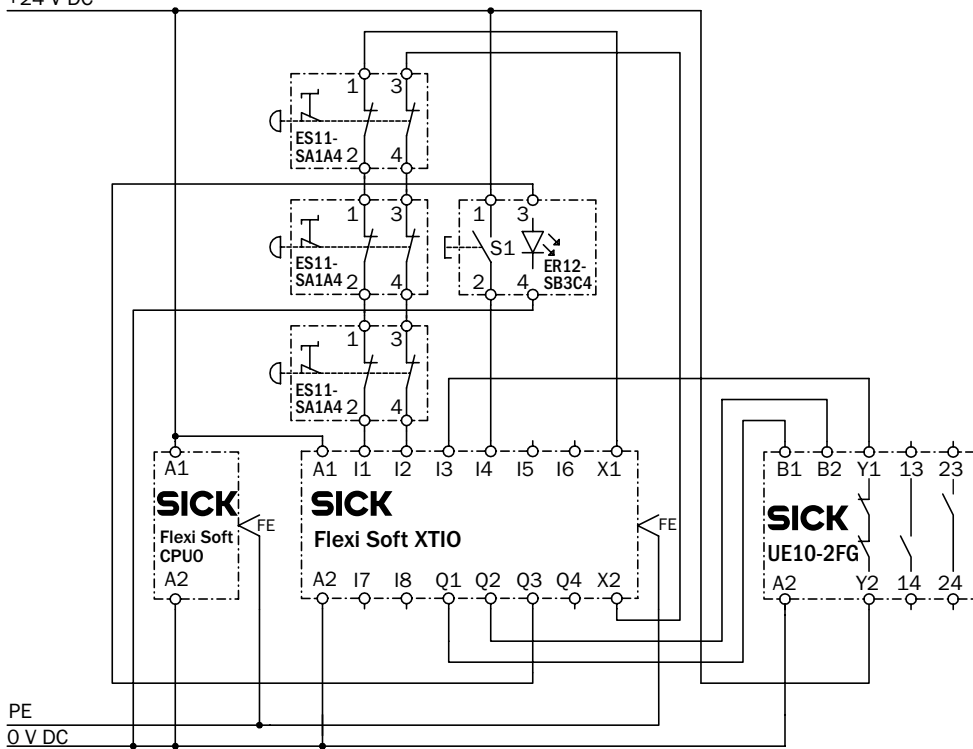 +24 V DC
1 3
ES11-
SA1A4 2 4
1 3
ES11-
SA1A4 2 4
1 3
S1
ER12-
SB3C4
2 4
1 3
ES11-
SA1A4 2 4
A1
SICK
Flexi Soft
CPU0
A2
FE
A1 I1 I2 I3 I4 I5 I6 X1
SICK
Flexi Soft XTIO
A2 I7 I8 Q1 Q2 Q3 Q4 X2
FE
B1 B2 Y1 13 23
SICK
UE10-2FG
A2 Y2 14 24
PE
0 V DC